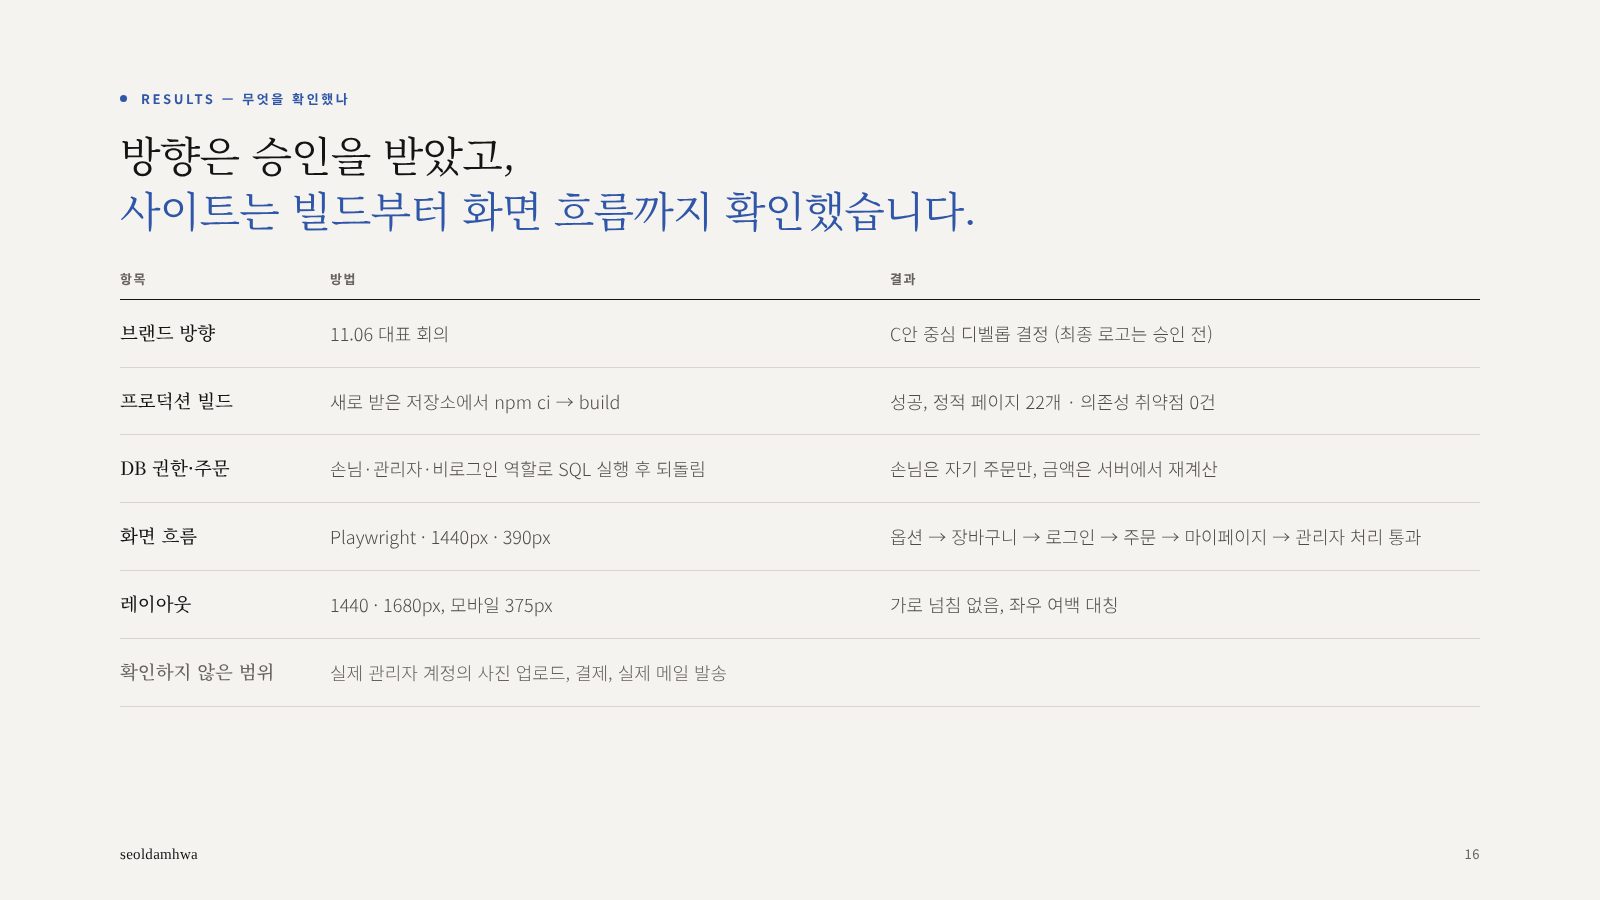 RESULTS — 무엇을 확인했나
방향은 승인을 받았고,
사이트는 빌드부터 화면 흐름까지 확인했습니다.
항목 방법 결과
브랜드 방향 11.06 대표 회의 C안 중심 디벨롭 결정 (최종 로고는 승인 전)
프로덕션 빌드 새로 받은 저장소에서 npm ci → build 성공, 정적 페이지 22개 · 의존성 취약점 0건
DB 권한·주문 손님·관리자·비로그인 역할로 SQL 실행 후 되돌림 손님은 자기 주문만, 금액은 서버에서 재계산
화면 흐름 Playwright · 1440px · 390px 옵션 → 장바구니 → 로그인 → 주문 → 마이페이지 → 관리자 처리 통과
레이아웃 1440 · 1680px, 모바일 375px 가로 넘침 없음, 좌우 여백 대칭
확인하지 않은 범위 실제 관리자 계정의 사진 업로드, 결제, 실제 메일 발송
seoldamhwa 16